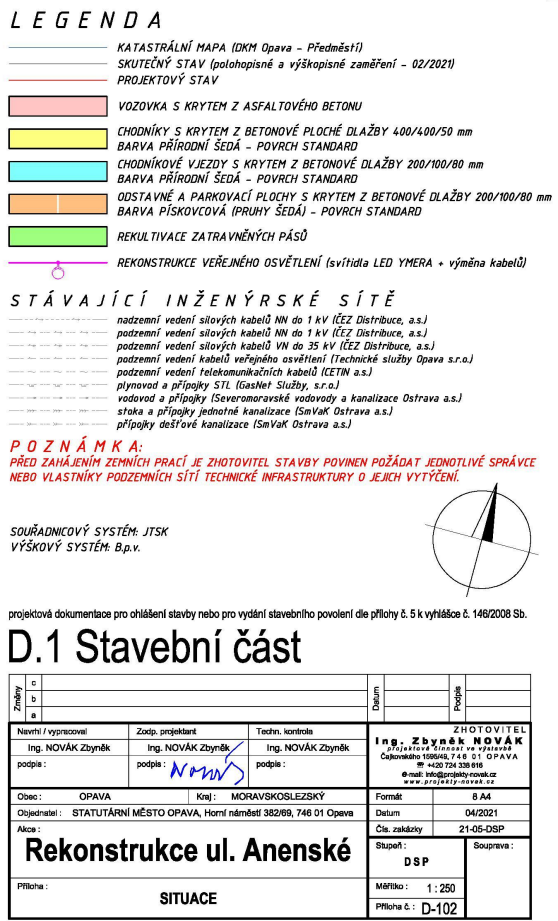 LEGENDA
KATASTRÁLNÍ MAPA (DKM Opava - Předměstí)
SKUTEČNÝ STAV (polohopisné a výškopisné zaměření - 02/2021)
PROJEKTOVÝ STAV
VOZOVKA S KRYTEM Z ASFALTOVÉHO BETONU
CHODNÍKY S KRYTEM Z BETONOVÉ PLOCHÉ DLAŽBY 400/400/50 mm
BARVA PŘÍRODNÍ ŠEDÁ - POVRCH STANDARD
CHODNÍKOVÉ VJEZDY S KRYTEM Z BETONOVÉ DLAŽBY 200/100/80 mm
BARVA PŘÍRODNÍ ŠEDÁ - POVRCH STANDARD
ODSTAVNÉ A PARKOVACÍ PLOCHY S KRYTEM Z BETONOVÉ DLAŽBY 200/100/80 mm
BARVA PÍSKOVCOVÁ (PRUHY ŠEDÁ) - POVRCH STANDARD
REKULTIVACE ZATRAVNĚNÝCH PÁSŮ
REKONSTRUKCE VEŘEJNÉHO OSVĚTLENÍ (svítidla LED YMERA + výměna kabelů)
STÁVAJÍCÍ INŽENÝRSKÉ SÍTĚ
nadzemní vedení silových kabelů NN do 1 kV (ČEZ Distribuce, a.s.)
podzemní vedení silových kabelů NN do 1 kV (ČEZ Distribuce, a.s.)
podzemní vedení silových kabelů VN do 35 kV (ČEZ Distribuce, a.s.)
podzemní vedení kabelů veřejného osvětlení (Technické služby Opava s.r.o.)
podzemní vedení telekomunikačních kabelů (CETIN a.s.)
plynovod a přípojky STL (GasNet Služby, s.r.o.)
vodovod a přípojky (Severomoravské vodovody a kanalizace Ostrava a.s.)
stoka a přípojky jednotné kanalizace (SmVaK Ostrava a.s.)
přípojky dešťové kanalizace (SmVaK Ostrava a.s.)
POZNÁMKA:
PŘED ZAHÁJENÍM ZEMNÍCH PRACÍ JE ZHOTOVITEL STAVBY POVINEN POŽÁDAT JEDNOTLIVÉ SPRÁVCE
NEBO VLASTNÍKY PODZEMNÍCH SÍTÍ TECHNICKÉ INFRASTRUKTURY O JEJICH VYTÝČENÍ.
SOUŘADNICOVÝ SYSTÉM: JTSK
VÝŠKOVÝ SYSTÉM: B.p.v.
projektová dokumentace pro ohlášení stavby nebo pro vydání stavebního povolení dle přílohy č. 5 k vyhlášce č. 146/2008 Sb.
D.1 Stavební část
Změny
c
b
a
Datum
Podpis
Navrhl / vypracoval
Ing. NOVÁK Zbyněk
podpis :
Zodp. projektant
Ing. NOVÁK Zbyněk
podpis : Novák
Techn. kontrola
Ing. NOVÁK Zbyněk
podpis :
ZHOTOVITEL
Ing. Zbyněk NOVÁK
projektová činnost ve výstavbě
Čajkovského 1595/49, 746 01 OPAVA
☏ +420 724 338 616
e-mail: info@projekty-novak.cz
www.projekty-novak.cz
Obec : OPAVA
Kraj : MORAVSKOSLEZSKÝ
Objednatel : STATUTÁRNÍ MĚSTO OPAVA, Horní náměstí 382/69, 746 01 Opava
Akce :
Rekonstrukce ul. Anenské
Příloha :
SITUACE
Formát 8 A4
Datum 04/2021
Čís. zakázky 21-05-DSP
Stupeň :
DSP
Souprava :
Měřítko : 1 : 250
Příloha č. : D-102